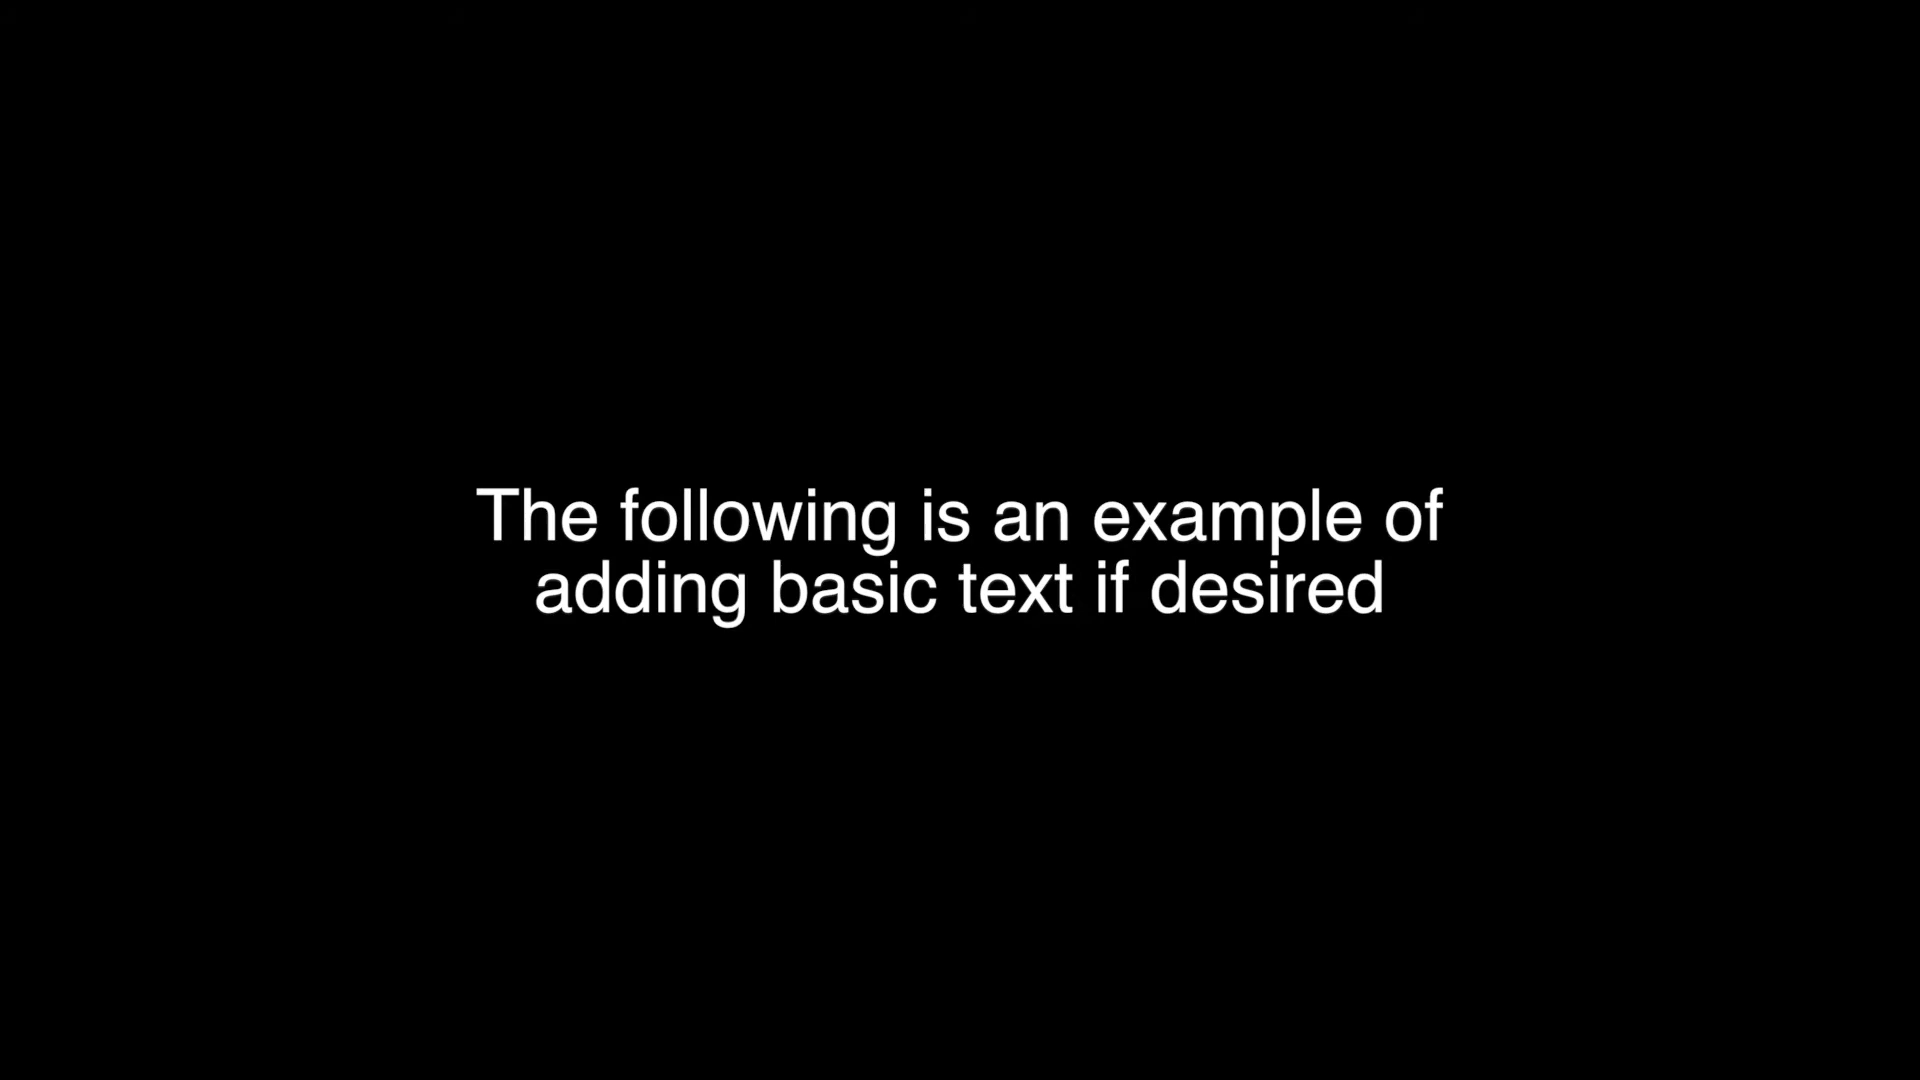 The following is an example of
adding basic text if desired